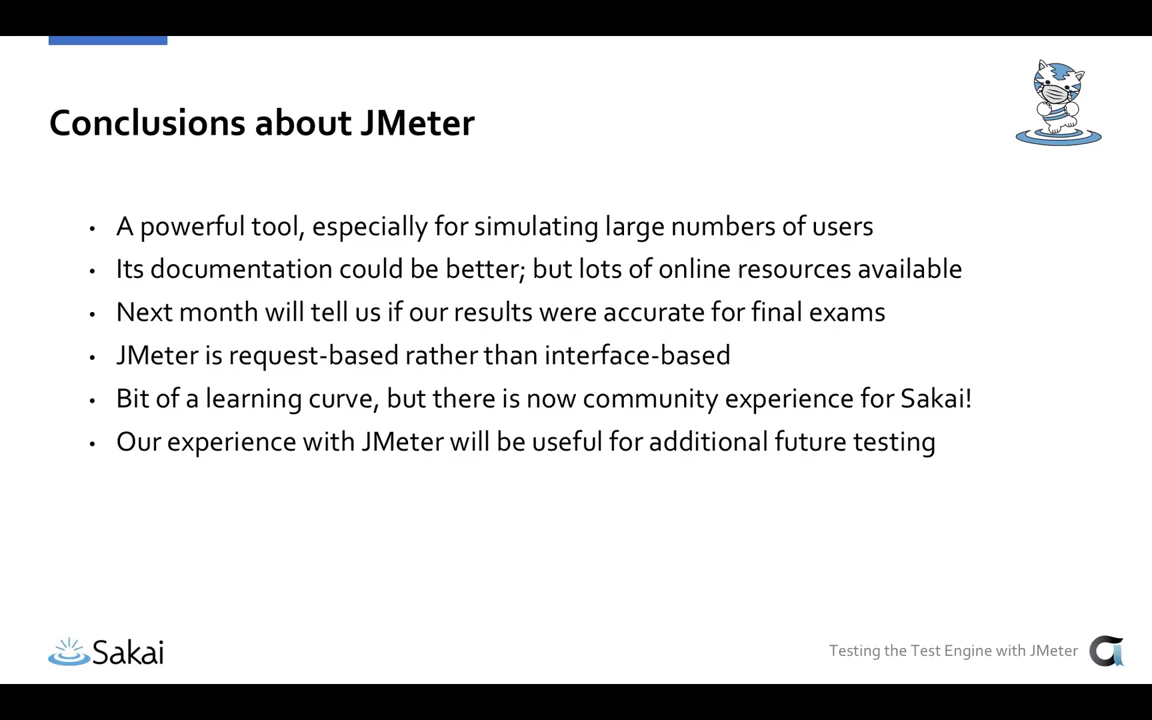 Conclusions about JMeter
• A powerful tool, especially for simulating large numbers of users
• Its documentation could be better; but lots of online resources available
• Next month will tell us if our results were accurate for final exams
• JMeter is request-based rather than interface-based
• Bit of a learning curve, but there is now community experience for Sakai!
• Our experience with JMeter will be useful for additional future testing
Sakai
Testing the Test Engine with JMeter